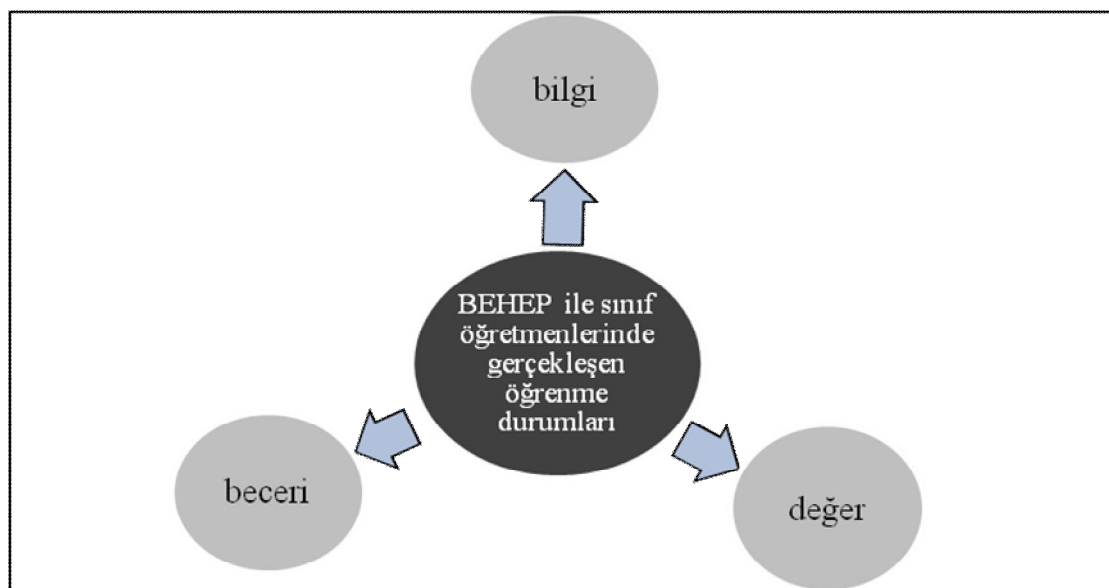 bilgi
BEHEP ile sınıf
öğretmenlerinde
gerçekleşen
öğrenme
durumları
beceri
değer